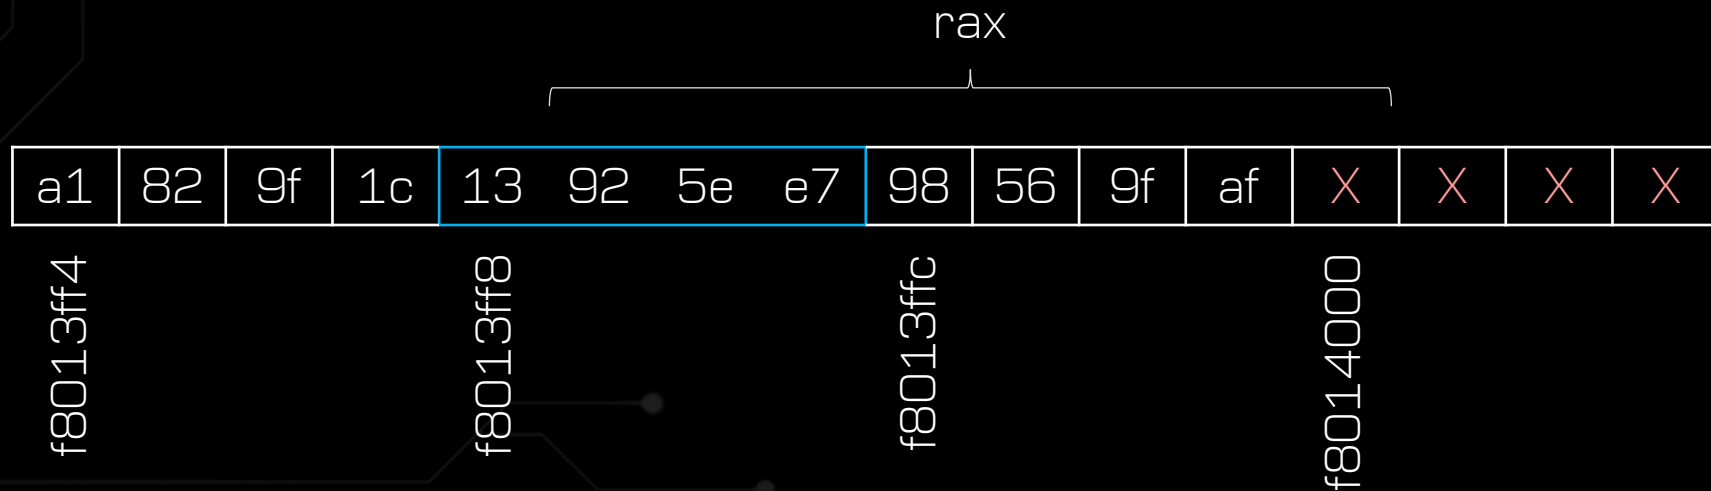 rax
a1 82 9f 1c 13 92 5e e7 98 56 9f af X X X X
f8013ff4
f8013ff8
f8013ffc
f8014000